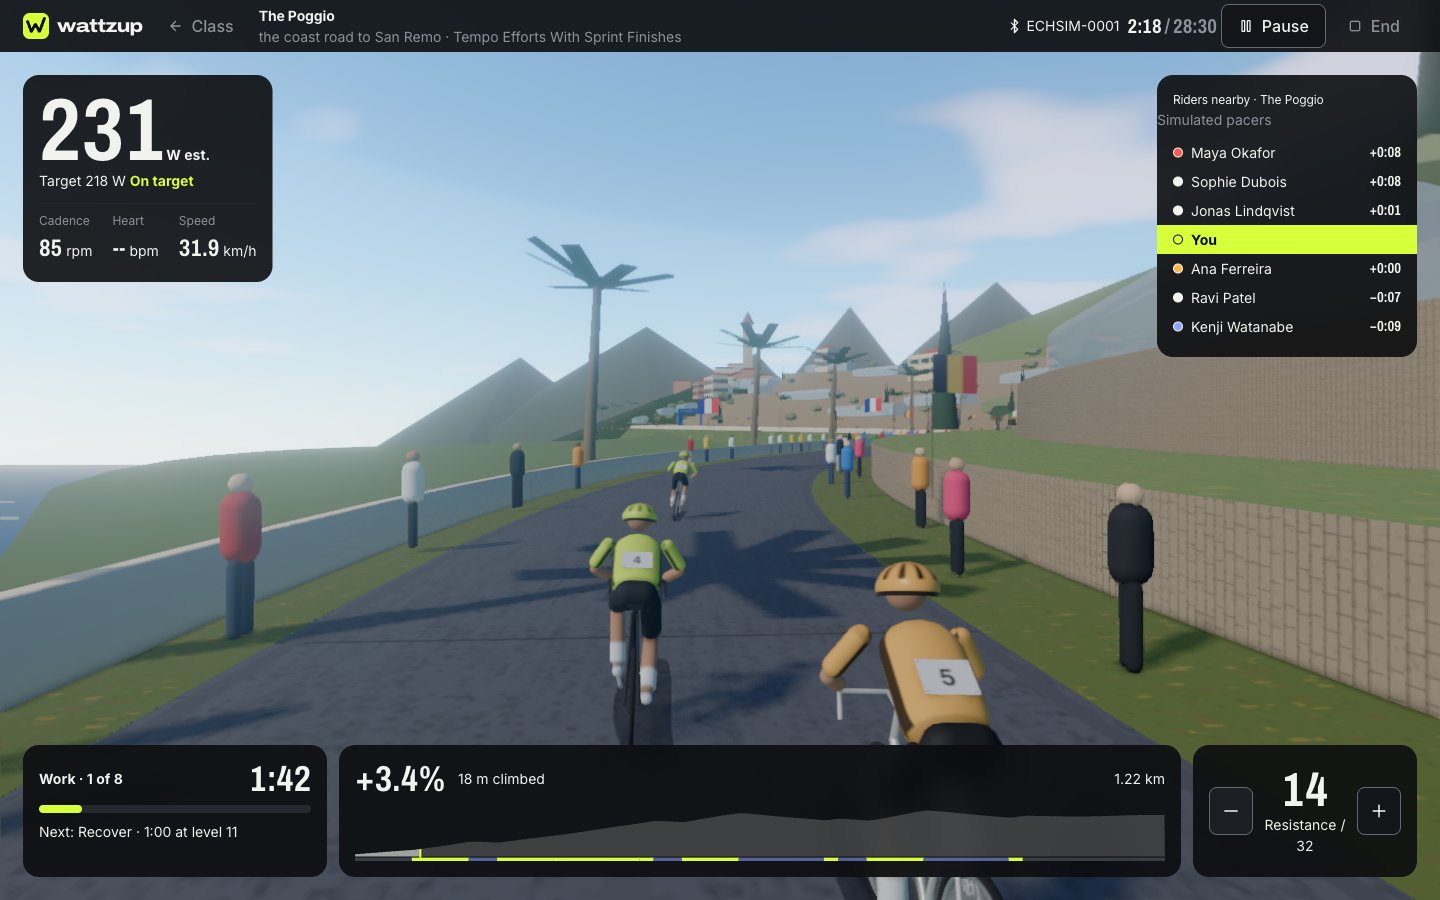 W wattzup
Class
The Poggio
the coast road to San Remo · Tempo Efforts With Sprint Finishes
ECHSIM-0001 2:18 / 28:30
Pause
End
231 W est.
Target 218 W On target
Cadence Heart Speed
85 rpm -- bpm 31.9 km/h
Riders nearby · The Poggio
Simulated pacers
Maya Okafor +0:08
Sophie Dubois +0:08
Jonas Lindqvist +0:01
You
Ana Ferreira +0:00
Ravi Patel −0:07
Kenji Watanabe −0:09
4
5
Work · 1 of 8 1:42
Next: Recover · 1:00 at level 11
+3.4% 18 m climbed 1.22 km
− 14 +
Resistance /
32